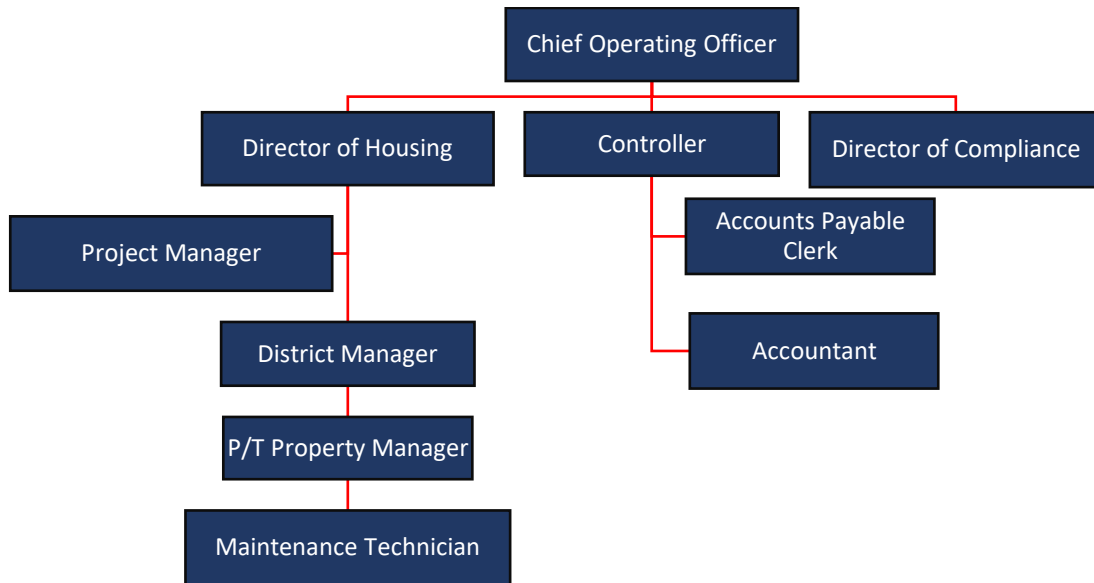 Chief Operating Officer
Director of Housing
Controller
Director of Compliance
Project Manager
Accounts Payable
Clerk
District Manager
Accountant
P/T Property Manager
Maintenance Technician